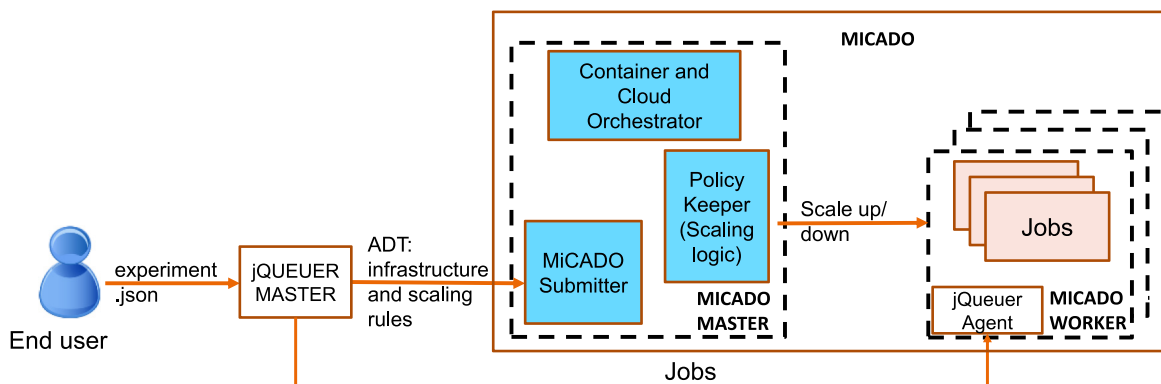 MICADO
Container and
Cloud
Orchestrator
Policy
Keeper
(Scaling
logic)
MiCADO
Submitter
MICADO
MASTER
Scale up/
down
Jobs
jQueuer
Agent
MICADO
WORKER
End user
experiment
.json
jQUEUER
MASTER
ADT:
infrastructure
and scaling
rules
Jobs